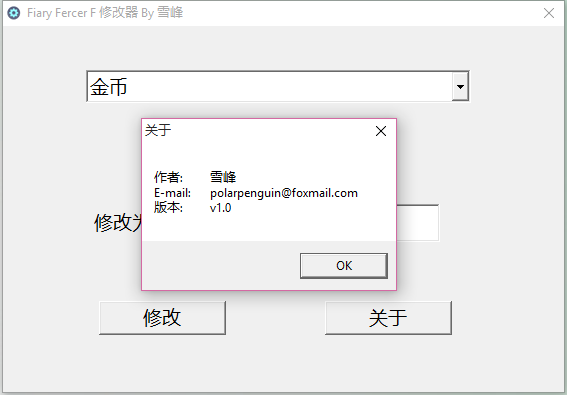 Fiary Fercer F 修改器 By 雪峰
金币
关于
作者: 雪峰
E-mail: polarpenguin@foxmail.com
版本: v1.0
OK
修改为
修改
关于